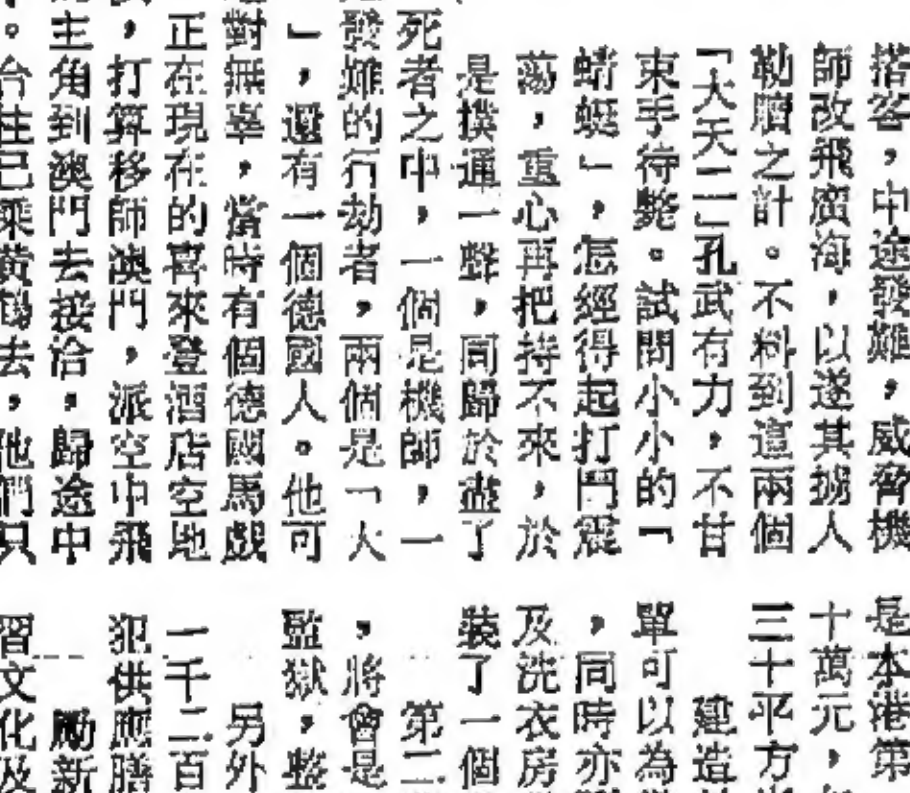 搭客，中途發難，威脅機
師改飛廣海，以遂其擄人
勒贖之計。不料到這兩個
「大天二」孔武有力，不甘
束手待斃。試問小小的「
蜻蜓」，怎經得起打鬥震
蕩，重心再把持不來，於
是撲通一聲，同歸於盡了
死者之中，一個是機師，一
發難的行劫者，兩個是「大
」，還有一個德國人。他可
對無辜，當時有個德國馬戲
正在現在的喜來登酒店空地
，打算移師澳門，派空中飛
主角到澳門去接洽。歸途中
。台柱已乘黃鶴去，他們只
是本港第
十萬元，
三十平方
建造
單可以為
，同時亦
及洗衣房
裝了一個
第二
，將會是
監獄，整
另外
一千二百
犯供應膳
勵新
習文化及